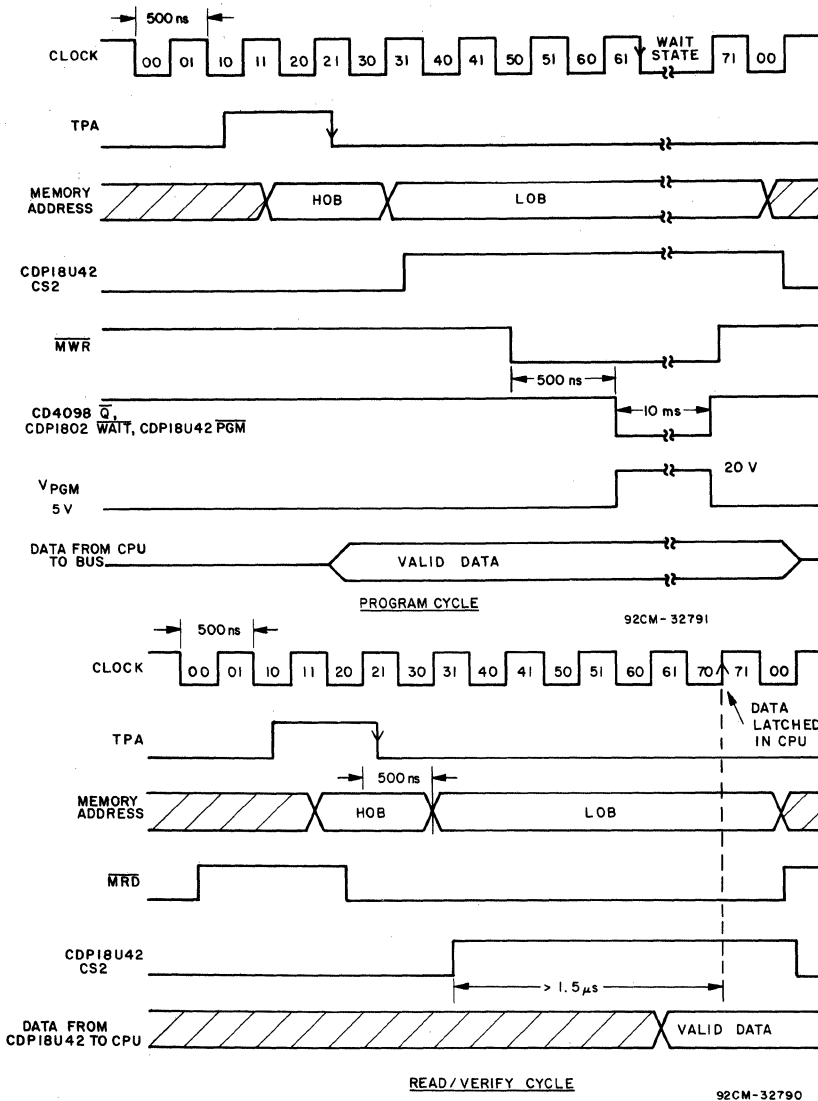 500 ns
CLOCK 00 01 10 11 20 21 30 31 40 41 50 51 60 61 WAIT STATE 71 00
TPA
MEMORY ADDRESS HOB LOB
CDP18U42
CS2
MWR
500 ns
10 ms
CD4098 Q,
CDP1802 WAIT, CDP18U42 PGM
20 V
VPGM
5 V
DATA FROM CPU
TO BUS
VALID DATA
PROGRAM CYCLE
92CM-32791
500 ns
CLOCK 00 01 10 11 20 21 30 31 40 41 50 51 60 61 70 71 00
DATA
LATCHED
IN CPU
TPA
500 ns
MEMORY
ADDRESS
HOB LOB
MRD
CDP18U42
CS2
> 1.5 μs
DATA FROM
CDP18U42 TO CPU
VALID DATA
READ/VERIFY CYCLE
92CM-32790